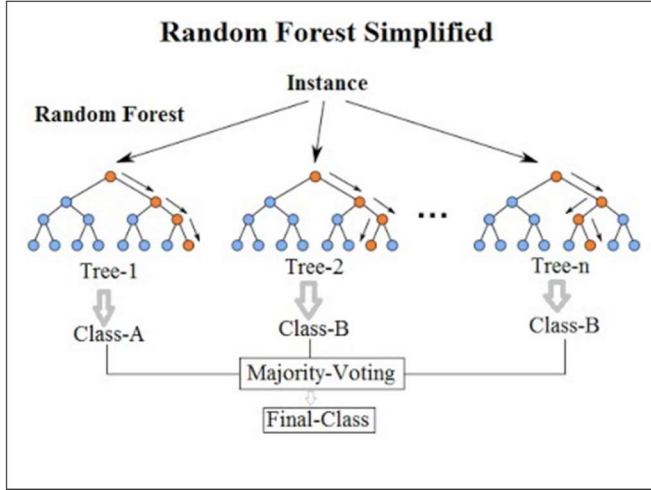 Random Forest Simplified
Instance
Random Forest
...
Tree-1 Tree-2 Tree-n
Class-A Class-B Class-B
Majority-Voting
Final-Class